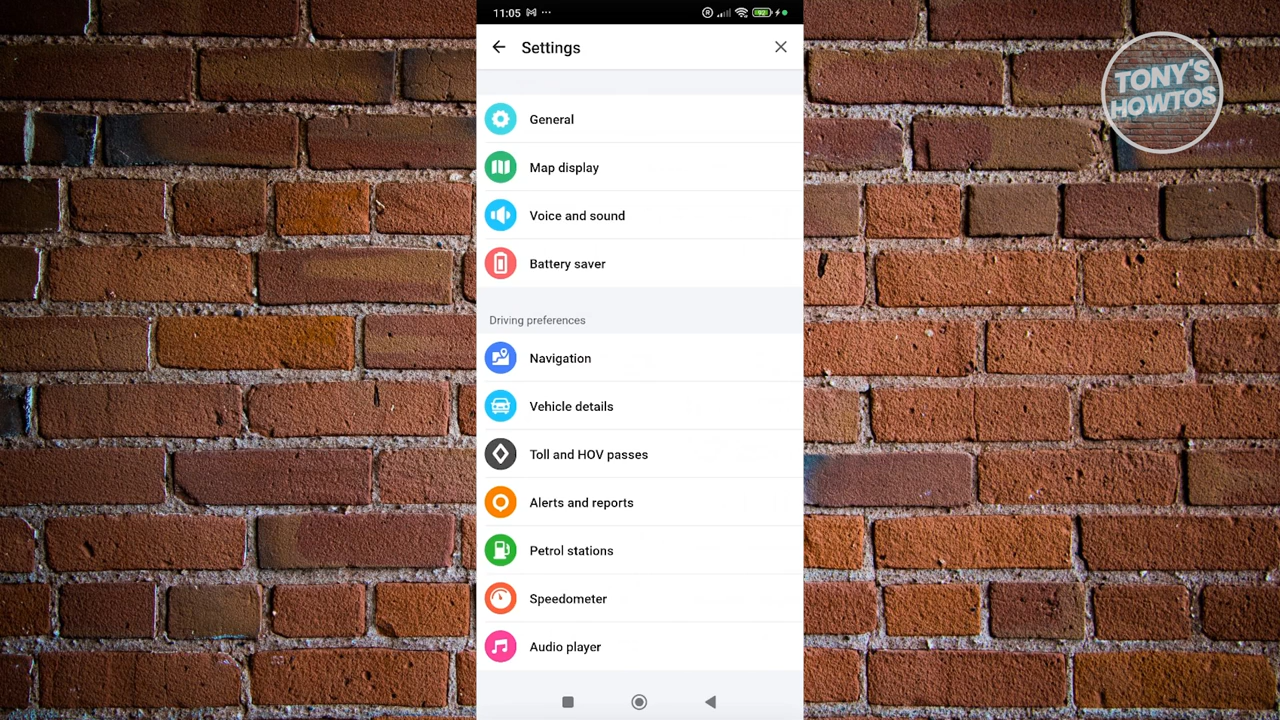 11:05
92
Settings
General
Map display
Voice and sound
Battery saver
Driving preferences
Navigation
Vehicle details
Toll and HOV passes
Alerts and reports
Petrol stations
Speedometer
Audio player
TONY'S
HOWTOS